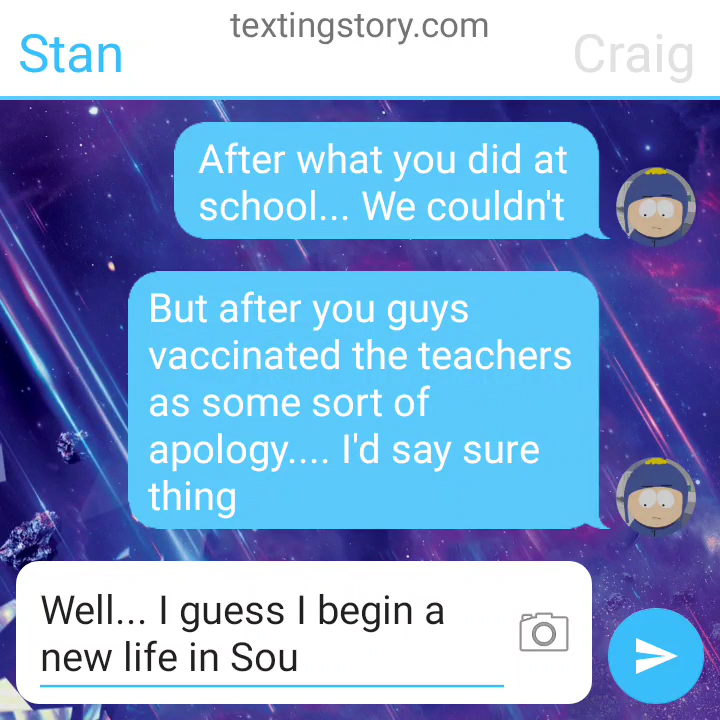 textingstory.com
Stan
Craig
After what you did at
school... We couldn't
But after you guys
vaccinated the teachers
as some sort of
apology.... I'd say sure
thing
Well... I guess I begin a
new life in Sou